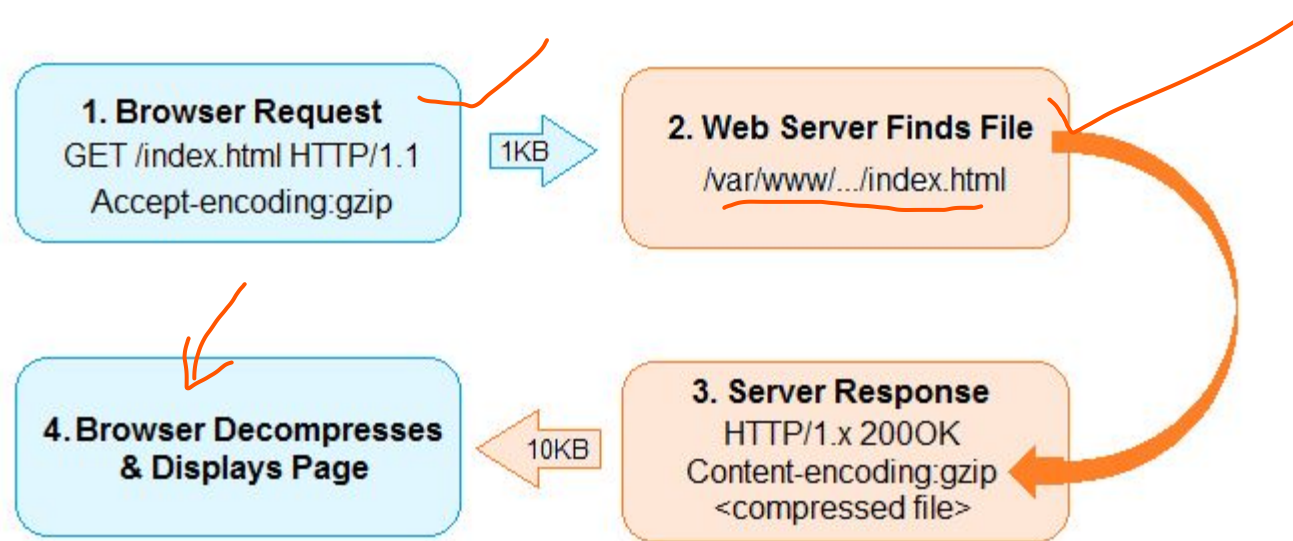 1. Browser Request
GET /index.html HTTP/1.1
Accept-encoding:gzip
1KB
2. Web Server Finds File
/var/www/.../index.html
3. Server Response
HTTP/1.x 200OK
Content-encoding:gzip
<compressed file>
10KB
4. Browser Decompresses
& Displays Page